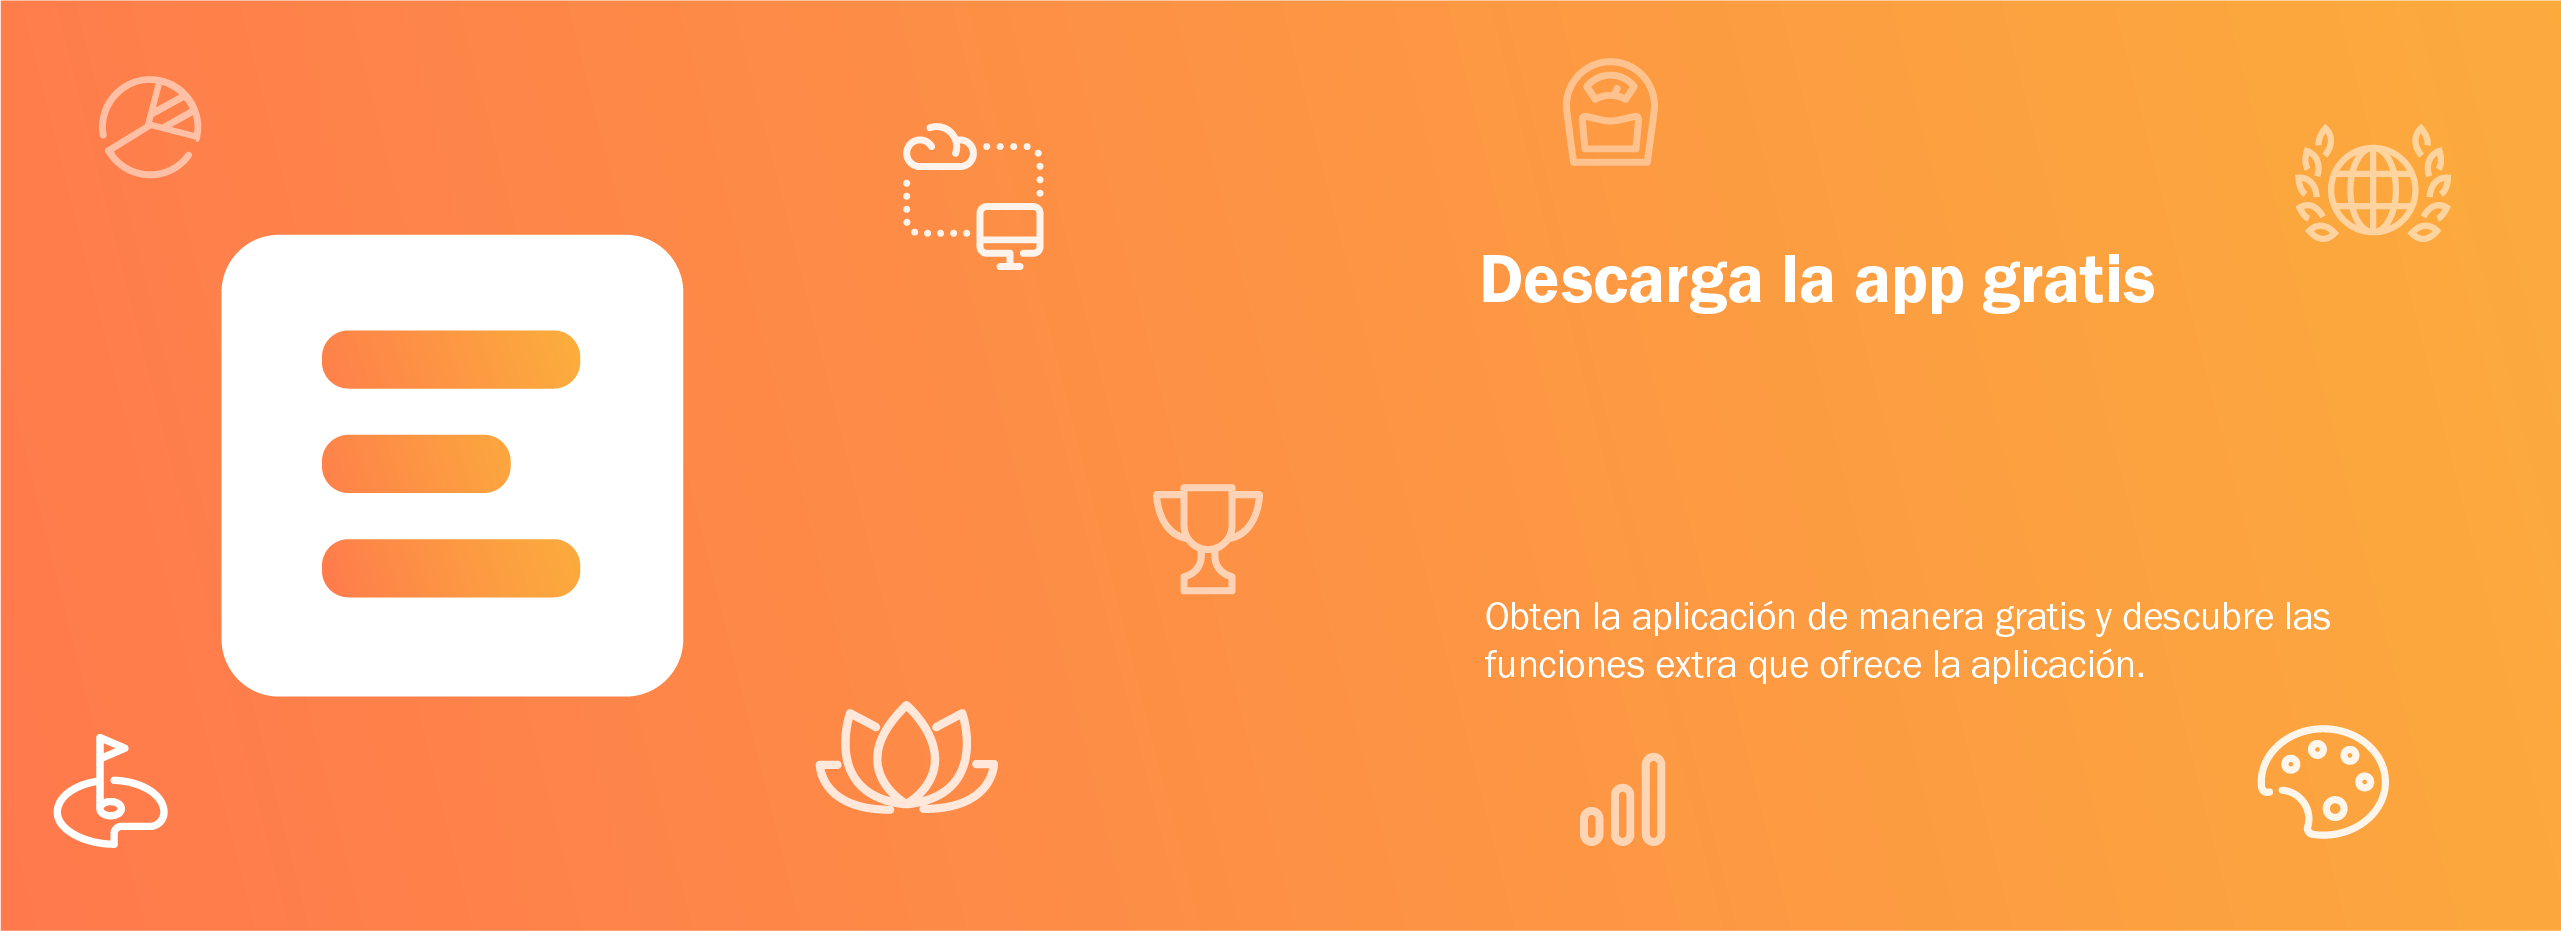 Descarga la app gratis
Obten la aplicación de manera gratis y descubre las
funciones extra que ofrece la aplicación.